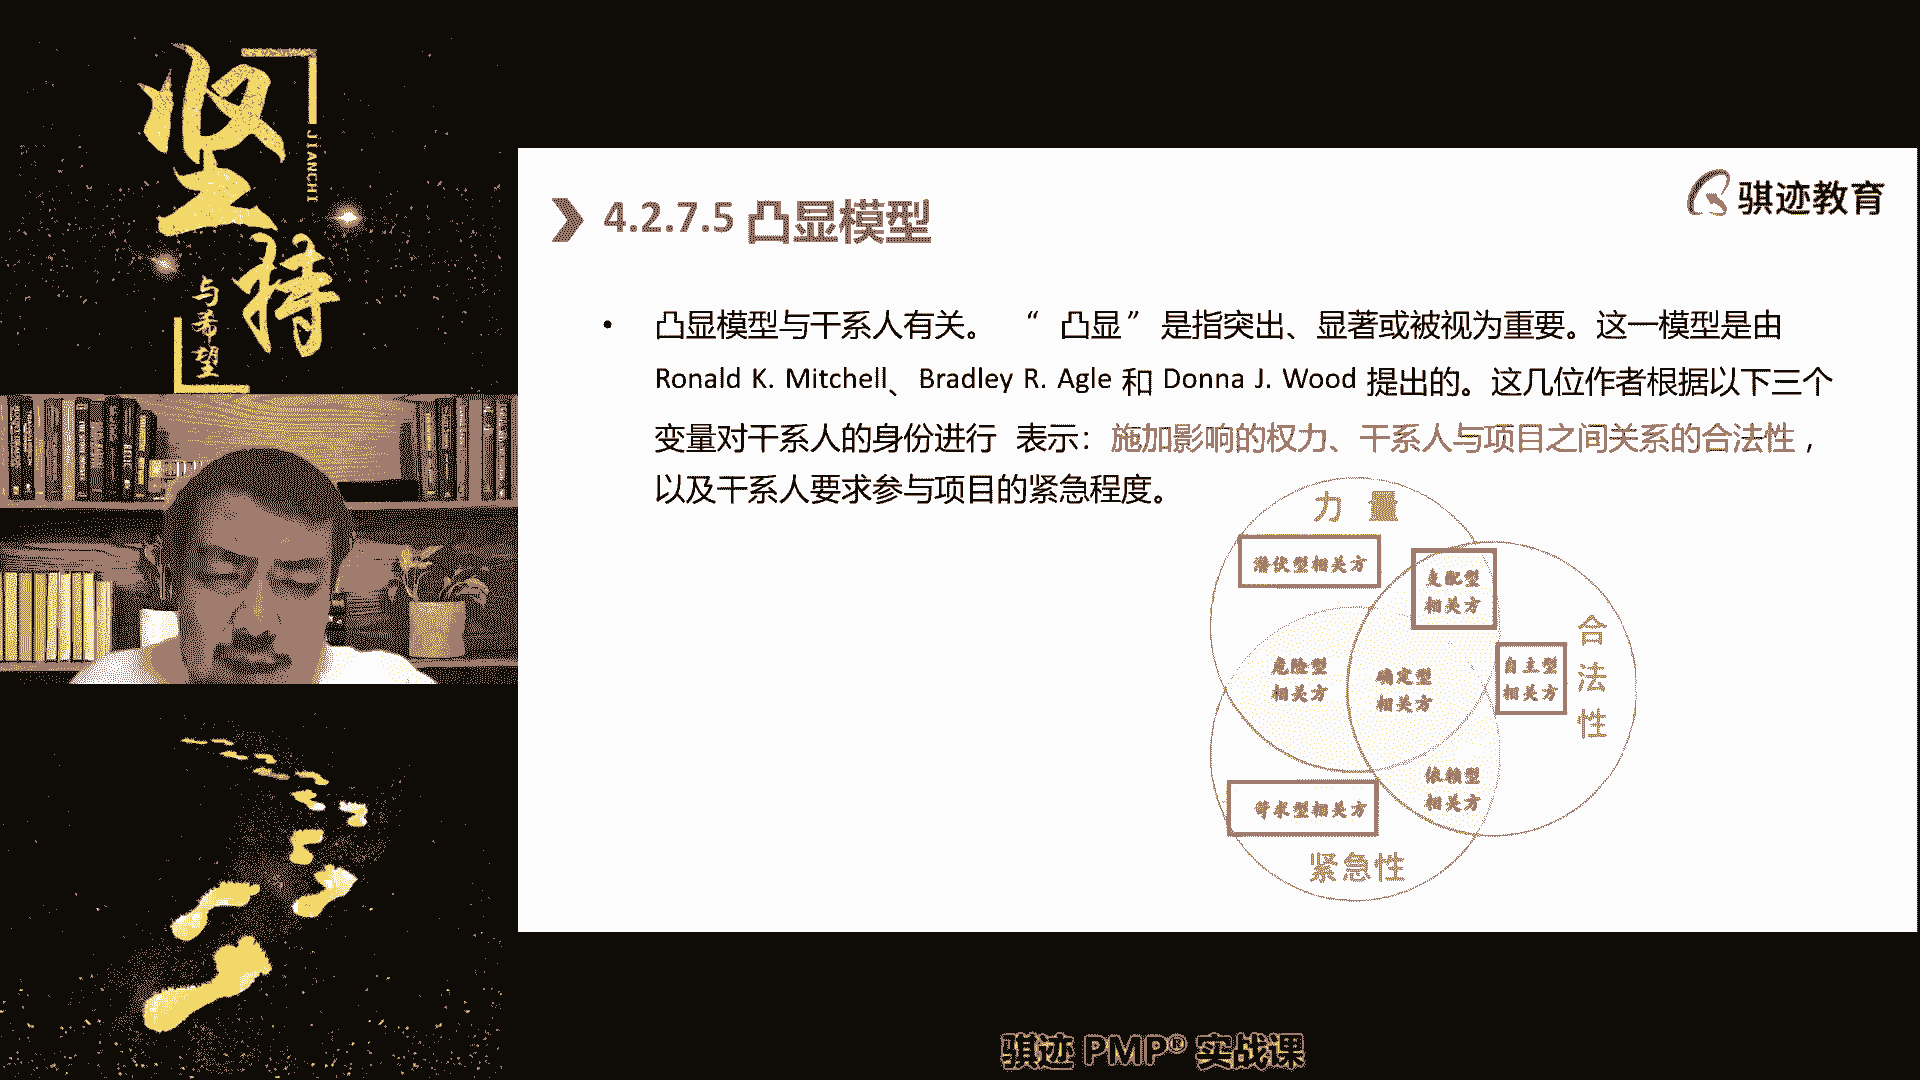 坚持
JIANCHI
与希望
骐迹教育
4.2.7.5 凸显模型
• 凸显模型与干系人有关。 “ 凸显” 是指突出、显著或被视为重要。这一模型是由
Ronald K. Mitchell、Bradley R. Agle 和 Donna J. Wood 提出的。这几位作者根据以下三个
变量对干系人的身份进行 表示：施加影响的权力、干系人与项目之间关系的合法性，
以及干系人要求参与项目的紧急程度。
力 量
潜伏型相关方
支配型
相关方
合法性
危险型
相关方
确定型
相关方
自主型
相关方
依赖型
相关方
苛求型相关方
紧急性
骐迹 PMP® 实战课